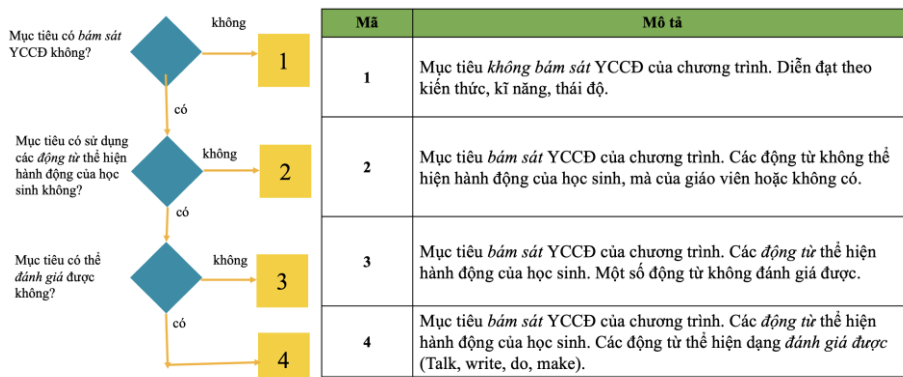 Mục tiêu có bám sát
YCCĐ không?
không
1
có
Mục tiêu có sử dụng
các động từ thể hiện
hành động của học
sinh không?
không
2
có
Mục tiêu có thể
đánh giá được
không?
không
3
có
4
Mã
Mô tả
1
Mục tiêu không bám sát YCCĐ của chương trình. Diễn đạt theo
kiến thức, kĩ năng, thái độ.
2
Mục tiêu bám sát YCCĐ của chương trình. Các động từ không thể
hiện hành động của học sinh, mà của giáo viên hoặc không có.
3
Mục tiêu bám sát YCCĐ của chương trình. Các động từ thể hiện
hành động của học sinh. Một số động từ không đánh giá được.
4
Mục tiêu bám sát YCCĐ của chương trình. Các động từ thể hiện
hành động của học sinh. Các động từ thể hiện dạng đánh giá được
(Talk, write, do, make).